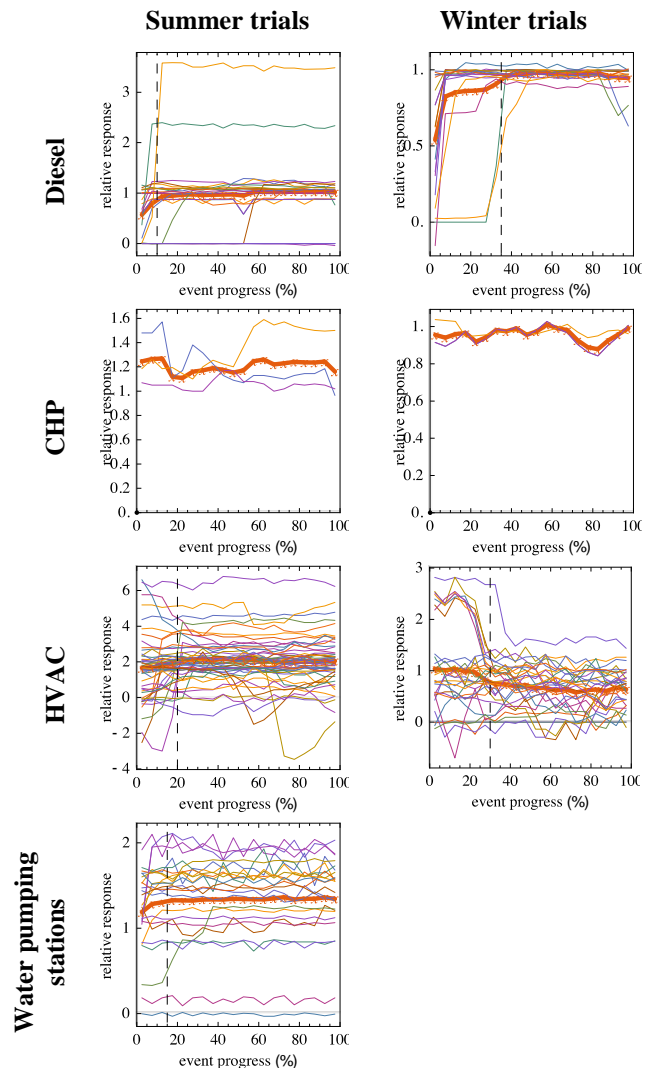 Summer trials
Winter trials
Diesel
relative response
3
2
1
0
0 20 40 60 80 100
event progress (%)
relative response
1.
0.5
0.
0 20 40 60 80 100
event progress (%)
CHP
relative response
1.6
1.4
1.2
1.
0.8
0.6
0.4
0.2
0.
0 20 40 60 80 100
event progress (%)
relative response
1.
0.8
0.6
0.4
0.2
0.
0 20 40 60 80 100
event progress (%)
HVAC
relative response
6
4
2
0
-2
-4
0 20 40 60 80 100
event progress (%)
relative response
3
2
1
0
0 20 40 60 80 100
event progress (%)
Water pumping
stations
relative response
2
1
0
0 20 40 60 80 100
event progress (%)